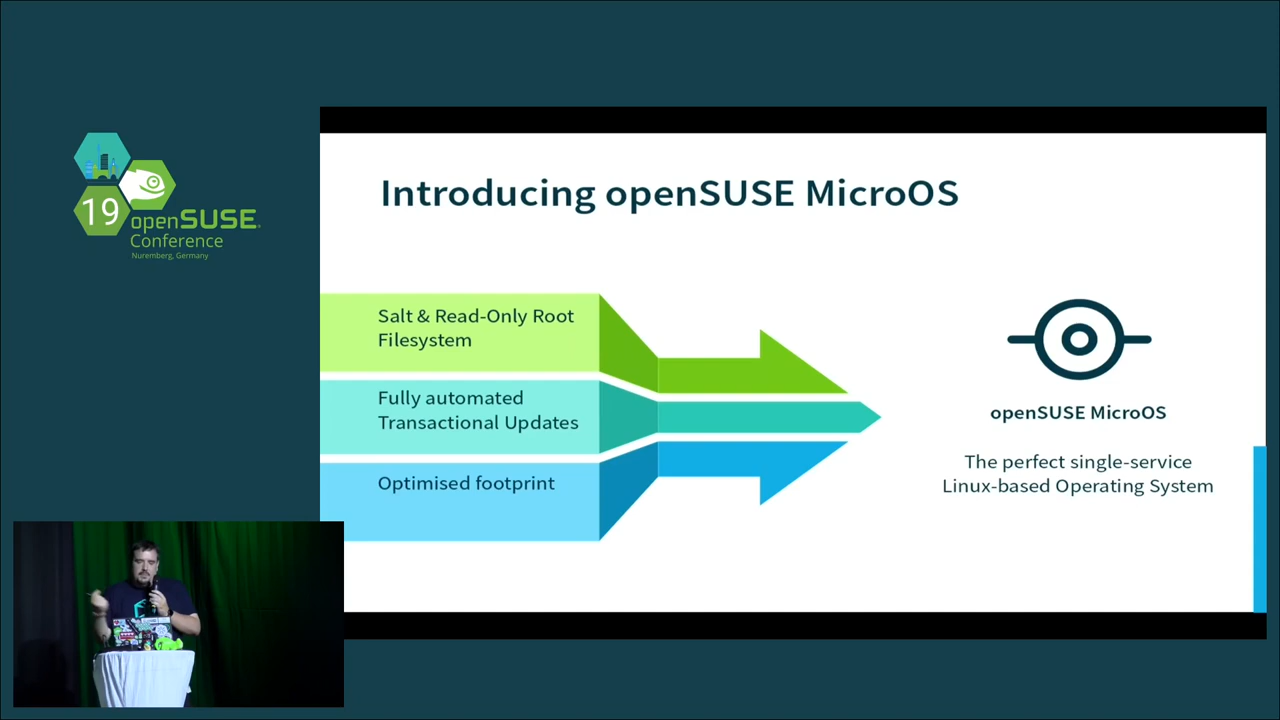 19
openSUSE
Conference
Nuremberg, Germany
Introducing openSUSE MicroOS
Salt & Read-Only Root
Filesystem
Fully automated
Transactional Updates
Optimised footprint
openSUSE MicroOS
The perfect single-service
Linux-based Operating System